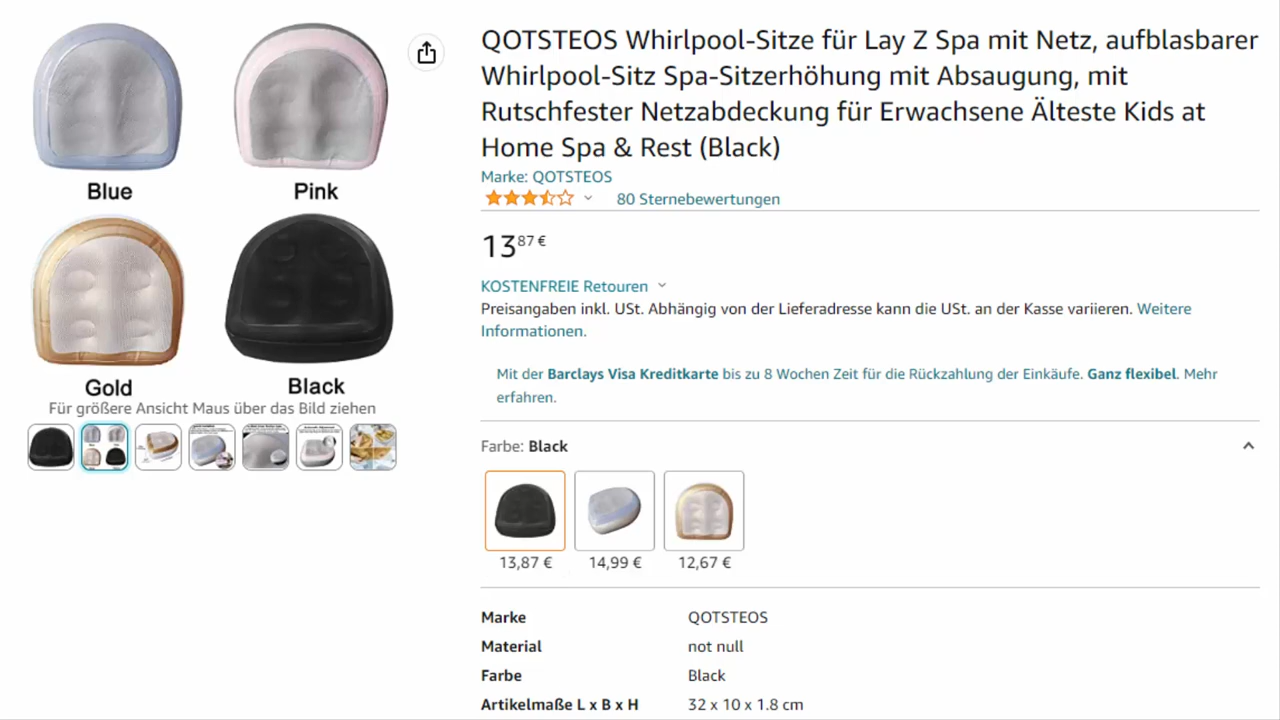 Blue
Pink
Gold
Black
Für größere Ansicht Maus über das Bild ziehen
QOTSTEOS Whirlpool-Sitze für Lay Z Spa mit Netz, aufblasbarer
Whirlpool-Sitz Spa-Sitzerhöhung mit Absaugung, mit
Rutschfester Netzabdeckung für Erwachsene Älteste Kids at
Home Spa & Rest (Black)
Marke: QOTSTEOS
80 Sternebewertungen
13 87 €
KOSTENFREIE Retouren
Preisangaben inkl. USt. Abhängig von der Lieferadresse kann die USt. an der Kasse variieren. Weitere
Informationen.
Mit der Barclays Visa Kreditkarte bis zu 8 Wochen Zeit für die Rückzahlung der Einkäufe. Ganz flexibel. Mehr
erfahren.
Farbe: Black
13,87 € 14,99 € 12,67 €
Marke QOTSTEOS
Material not null
Farbe Black
Artikelmaße L x B x H 32 x 10 x 1.8 cm